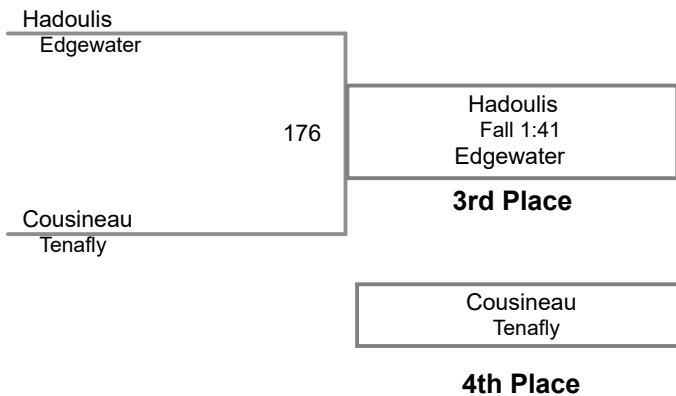 Hadoulis
Edgewater
176
Hadoulis
Fall 1:41
Edgewater
3rd Place
Cousineau
Tenafly
Cousineau
Tenafly
4th Place